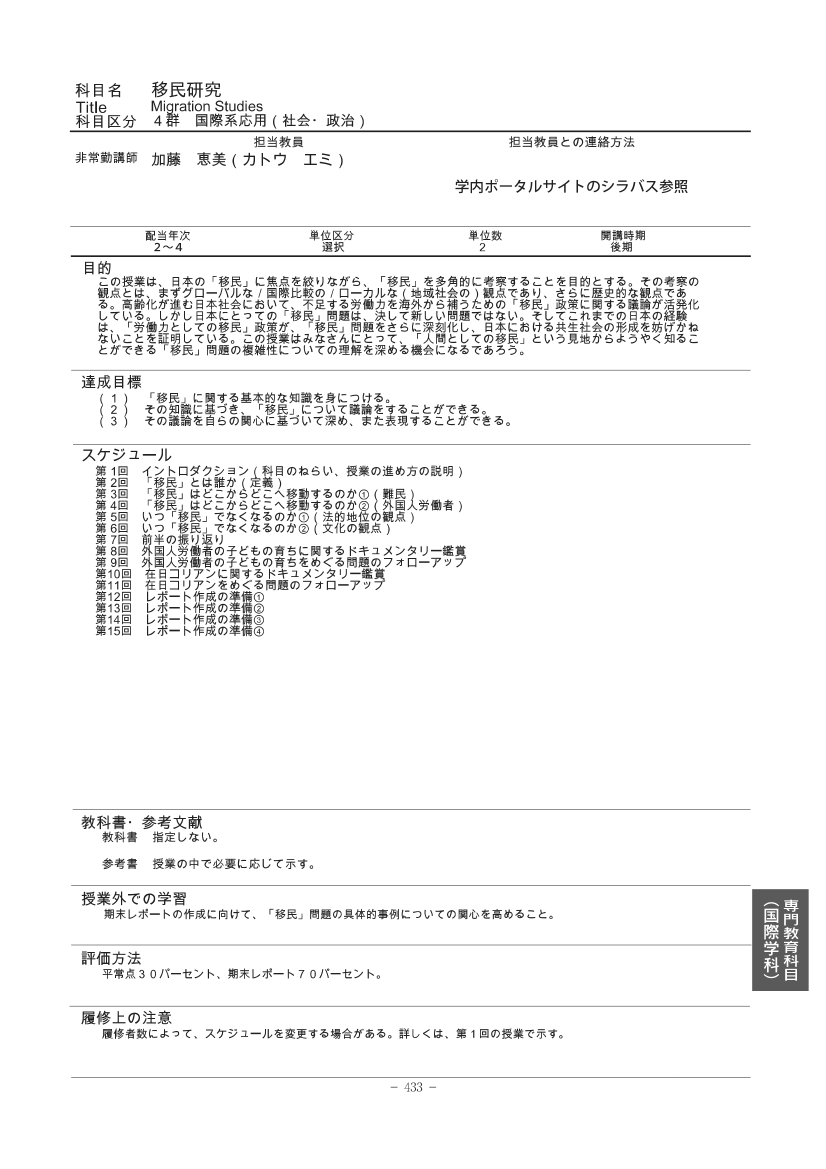 科目名　移民研究
Title　Migration Studies
科目区分　４群　国際系応用（社会・政治）
担当教員　担当教員との連絡方法
非常勤講師　加藤　恵美（カトウ　エミ）
学内ポータルサイトのシラバス参照
配当年次　単位区分　単位数　開講時期
２～４　選択　２　後期
目的
この授業は、日本の「移民」に焦点を絞りながら、「移民」を多角的に考察することを目的とする。その考察の
観点とは、まずグローバルな/国際比較の/ローカルな（地域社会の）観点であり、さらに歴史的な観点であ
る。高齢化が進む日本社会において、不足する労働力を海外から補うための「移民」政策に関する議論が活発化
している。しかし日本にとっての「移民」問題は、決して新しい問題ではない。そしてこれまでの日本の経験
は、「労働力としての移民」政策が、「移民」問題をさらに深刻化し、日本における共生社会の形成を妨げかね
ないことを証明している。この授業はみなさんにとって、「人間としての移民」という見地からようやく知るこ
とができる「移民」問題の複雑性についての理解を深める機会になるであろう。
達成目標
（１）　「移民」に関する基本的な知識を身につける。
（２）　その知識に基づき、「移民」について議論をすることができる。
（３）　その議論を自らの関心に基づいて深め、また表現することができる。
スケジュール
第 1回　イントロダクション（科目のねらい、授業の進め方の説明）
第 2回　「移民」とは誰か（定義）
第 3回　「移民」はどこからどこへ移動するのか①（難民）
第 4回　「移民」はどこからどこへ移動するのか②（外国人労働者）
第 5回　いつ「移民」でなくなるのか①（法的地位の観点）
第 6回　いつ「移民」でなくなるのか②（文化の観点）
第 7回　前半の振り返り
第 8回　外国人労働者の子どもの育ちに関するドキュメンタリー鑑賞
第 9回　外国人労働者の子どもの育ちをめぐる問題のフォローアップ
第10回　在日コリアンに関するドキュメンタリー鑑賞
第11回　在日コリアンをめぐる問題のフォローアップ
第12回　レポート作成の準備①
第13回　レポート作成の準備②
第14回　レポート作成の準備③
第15回　レポート作成の準備④
教科書・参考文献
教科書　指定しない。
参考書　授業の中で必要に応じて示す。
授業外での学習
期末レポートの作成に向けて、「移民」問題の具体的事例についての関心を高めること。
評価方法
平常点３０パーセント、期末レポート７０パーセント。
履修上の注意
履修者数によって、スケジュールを変更する場合がある。詳しくは、第１回の授業で示す。
専門教育科目
（国際学科）
－ 433 －